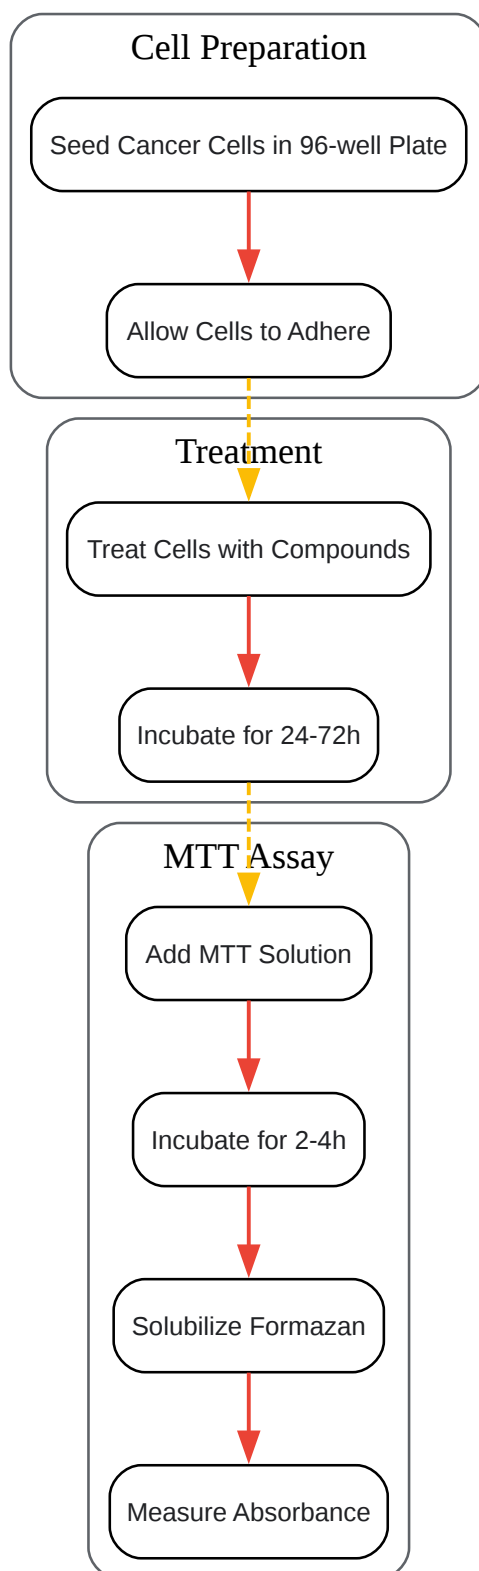 Cell Preparation
Seed Cancer Cells in 96-well Plate
Allow Cells to Adhere
Treatment
Treat Cells with Compounds
Incubate for 24-72h
MTT Assay
Add MTT Solution
Incubate for 2-4h
Solubilize Formazan
Measure Absorbance